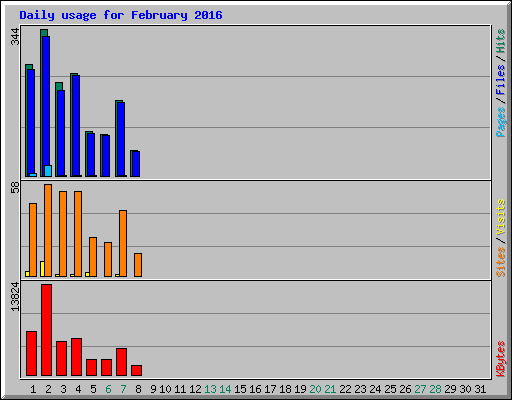 Daily usage for February 2016
344
Pages / Files / Hits
58
Sites / Visits
13824
KBytes
1 2 3 4 5 6 7 8 9 10 11 12 13 14 15 16 17 18 19 20 21 22 23 24 25 26 27 28 29 30 31